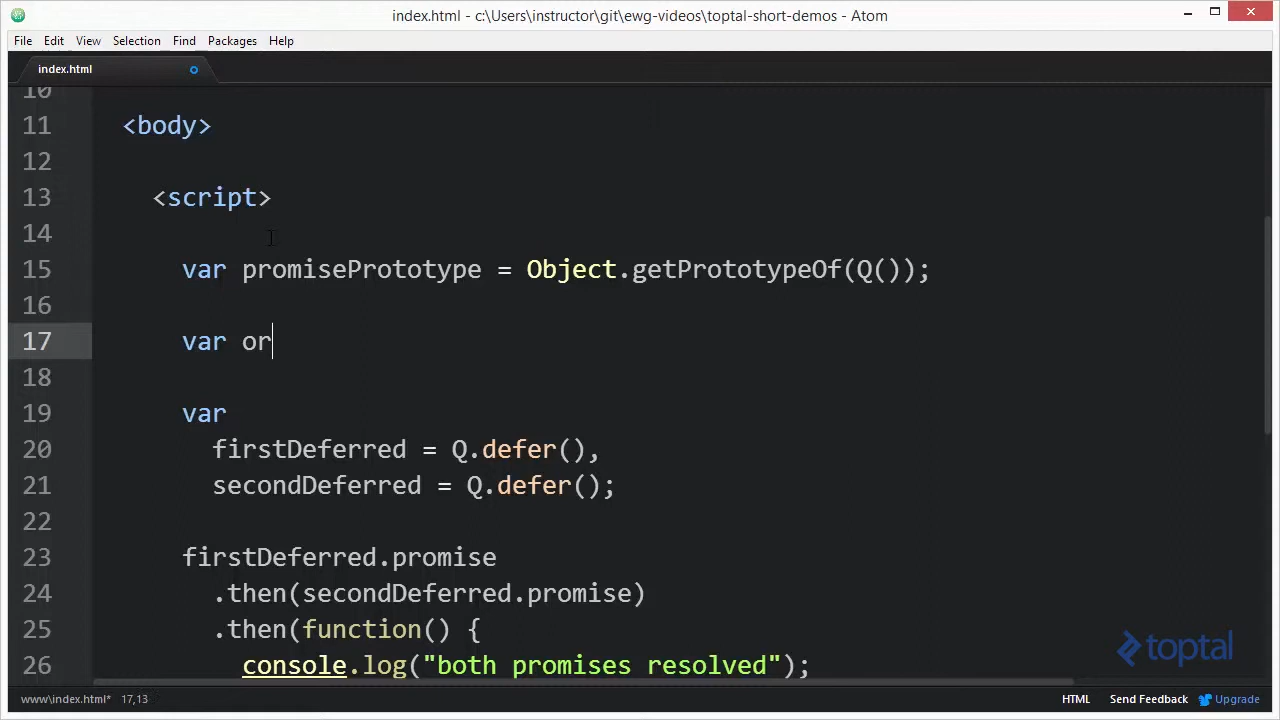 index.html - c:\Users\instructor\git\ewg-videos\toptal-short-demos - Atom
File Edit View Selection Find Packages Help
index.html
10
11 <body>
12
13 <script>
14
15 var promisePrototype = Object.getPrototypeOf(Q());
16
17 var or
18
19 var
20 firstDeferred = Q.defer(),
21 secondDeferred = Q.defer();
22
23 firstDeferred.promise
24 .then(secondDeferred.promise)
25 .then(function() {
26 console.log("both promises resolved");
toptal
www\index.html* 17,13 HTML Send Feedback Upgrade